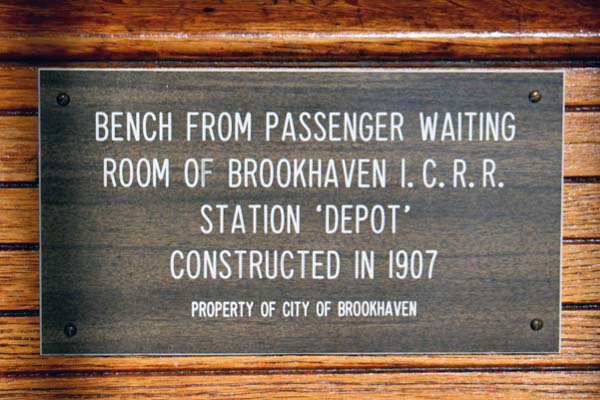 BENCH FROM PASSENGER WAITING
ROOM OF BROOKHAVEN I.C.R.R.
STATION ‘DEPOT’
CONSTRUCTED IN 1907
PROPERTY OF CITY OF BROOKHAVEN